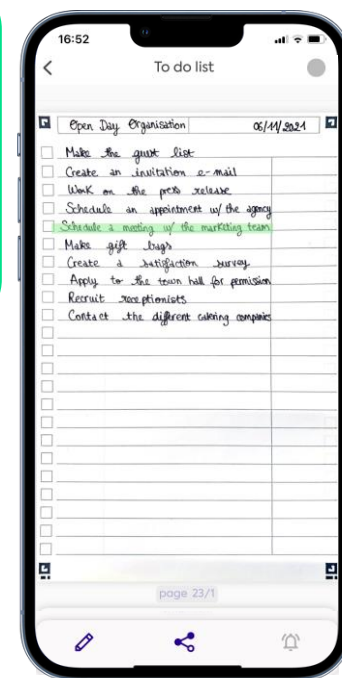 16:52
To do list
Open Day Organisation 06/11/2021
Make the guest list
Create an invitation e-mail
Work on the press release
Schedule an appointment w/ the agency
Schedule a meeting w/ the marketing team
Make gift bags
Create a satisfaction survey
Apply to the town hall for permission
Recruit receptionists
Contact the different catering companies
page 23/1